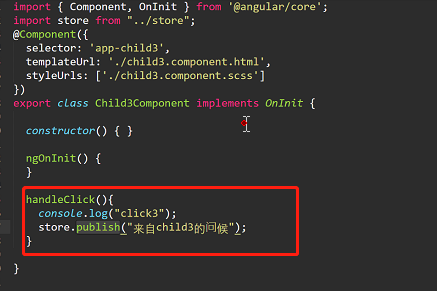 import { Component, OnInit } from '@angular/core';
import store from "../store";
@Component({
  selector: 'app-child3',
  templateUrl: './child3.component.html',
  styleUrls: ['./child3.component.scss']
})
export class Child3Component implements OnInit {
  constructor() { }
  ngOnInit() {
  }
  handleClick(){
    console.log("click3");
    store.publish("来自child3的问候");
  }
}